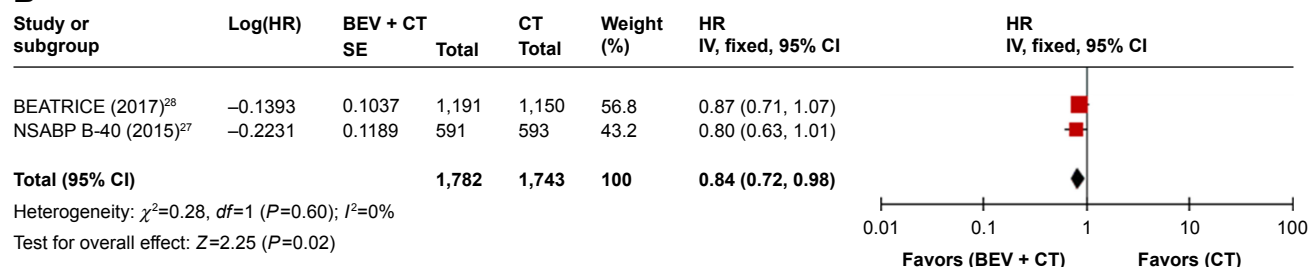 Study or subgroup Log(HR) BEV + CT SE Total CT Total Weight (%) HR IV, fixed, 95% CI HR IV, fixed, 95% CI
BEATRICE (2017)28 –0.1393 0.1037 1,191 1,150 56.8 0.87 (0.71, 1.07)
NSABP B-40 (2015)27 –0.2231 0.1189 591 593 43.2 0.80 (0.63, 1.01)
Total (95% CI) 1,782 1,743 100 0.84 (0.72, 0.98)
Heterogeneity: χ2=0.28, df=1 (P=0.60); I2=0%
Test for overall effect: Z=2.25 (P=0.02)
0.01 0.1 1 10 100
Favors (BEV + CT) Favors (CT)